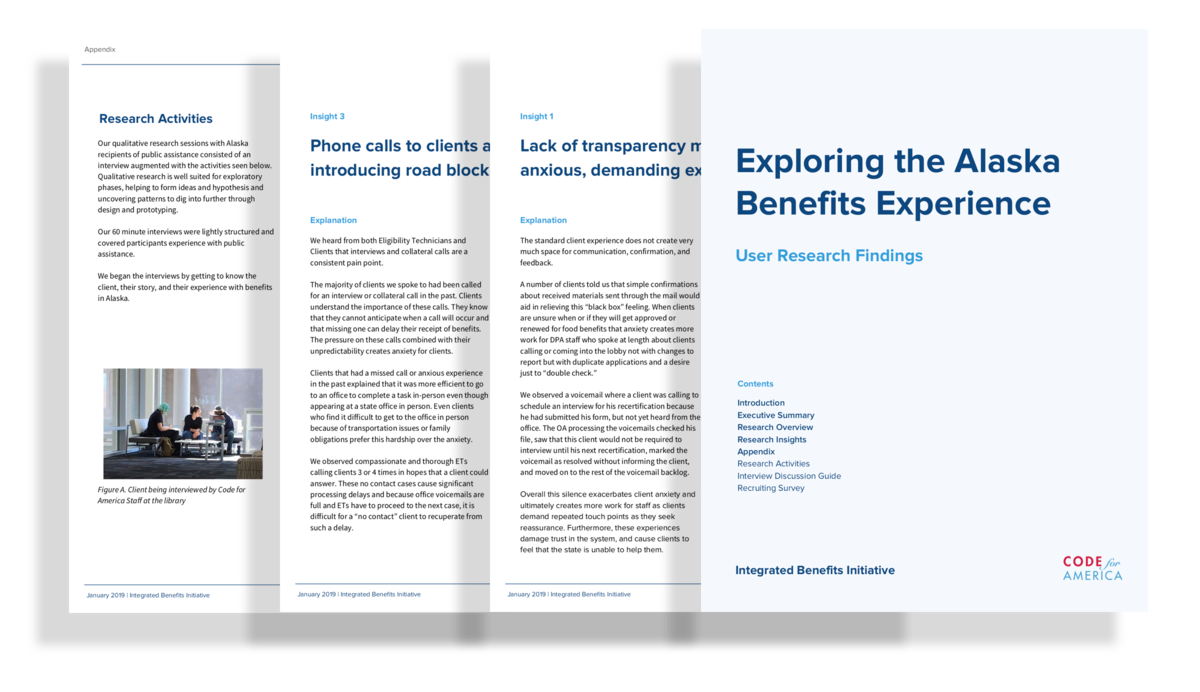 Appendix
Research Activities
Our qualitative research sessions with Alaska
recipients of public assistance consisted of an
interview augmented with the activities seen below.
Qualitative research is well suited for exploratory
phases, helping to form ideas and hypothesis and
uncovering patterns to dig into further through
design and prototyping.
Our 60 minute interviews were lightly structured and
covered participants experience with public
assistance.
We began the interviews by getting to know the
client, their story, and their experience with benefits
in Alaska.
Figure A. Client being interviewed by Code for
America Staff at the library
January 2019 | Integrated Benefits Initiative
Insight 3
Phone calls to clients a
introducing road block
Explanation
We heard from both Eligibility Technicians and
Clients that interviews and collateral calls are a
consistent pain point.
The majority of clients we spoke to had been called
for an interview or collateral call in the past. Clients
understand the importance of these calls. They know
that they cannot anticipate when a call will occur and
that missing one can delay their receipt of benefits.
The pressure on these calls combined with their
unpredictability creates anxiety for clients.
Clients that had a missed call or anxious experience
in the past explained that it was more efficient to go
to an office to complete a task in-person even though
appearing at a state office in person. Even clients
who find it difficult to get to the office in person
because of transportation issues or family
obligations prefer this hardship over the anxiety.
We observed compassionate and thorough ETs
calling clients 3 or 4 times in hopes that a client could
answer. These no contact cases cause significant
processing delays and because office voicemails are
full and ETs have to proceed to the next case, it is
difficult for a “no contact” client to recuperate from
such a delay.
January 2019 | Integrated Benefits Initiative
Insight 1
Lack of transparency m
anxious, demanding ex
Explanation
The standard client experience does not create very
much space for communication, confirmation, and
feedback.
A number of clients told us that simple confirmations
about received materials sent through the mail would
aid in relieving this “black box” feeling. When clients
are unsure when or if they will get approved or
renewed for food benefits that anxiety creates more
work for DPA staff who spoke at length about clients
calling or coming into the lobby not with changes to
report but with duplicate applications and a desire
just to “double check.”
We observed a voicemail where a client was calling to
schedule an interview for his recertification because
he had submitted his form, but not yet heard from the
office. The OA processing the voicemails checked his
file, saw that this client would not be required to
interview until his next recertification, marked the
voicemail as resolved without informing the client,
and moved on to the rest of the voicemail backlog.
Overall this silence exacerbates client anxiety and
ultimately creates more work for staff as clients
demand repeated touch points as they seek
reassurance. Furthermore, these experiences
damage trust in the system, and cause clients to
feel that the state is unable to help them.
January 2019 | Integrated Benefits Initiative
Exploring the Alaska
Benefits Experience
User Research Findings
Contents
Introduction
Executive Summary
Research Overview
Research Insights
Appendix
Research Activities
Interview Discussion Guide
Recruiting Survey
Integrated Benefits Initiative
CODE for
AMERICA